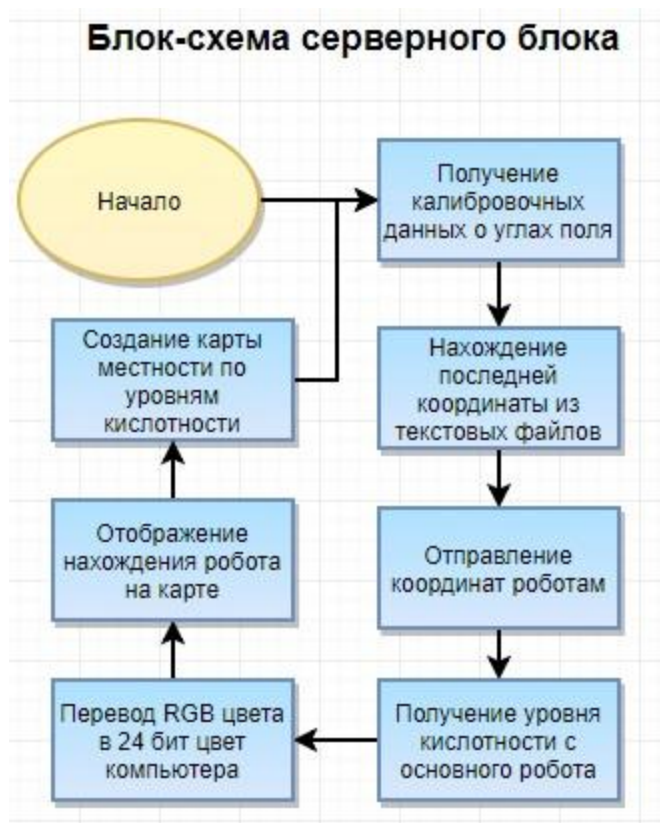 Блок-схема серверного блока
Начало
Получение
калибровочных
данных о углах поля
Нахождение
последней
координаты из
текстовых файлов
Отправление
координат роботам
Получение уровня
кислотности с
основного робота
Перевод RGB цвета
в 24 бит цвет
компьютера
Отображение
нахождения робота
на карте
Создание карты
местности по
уровням
кислотности